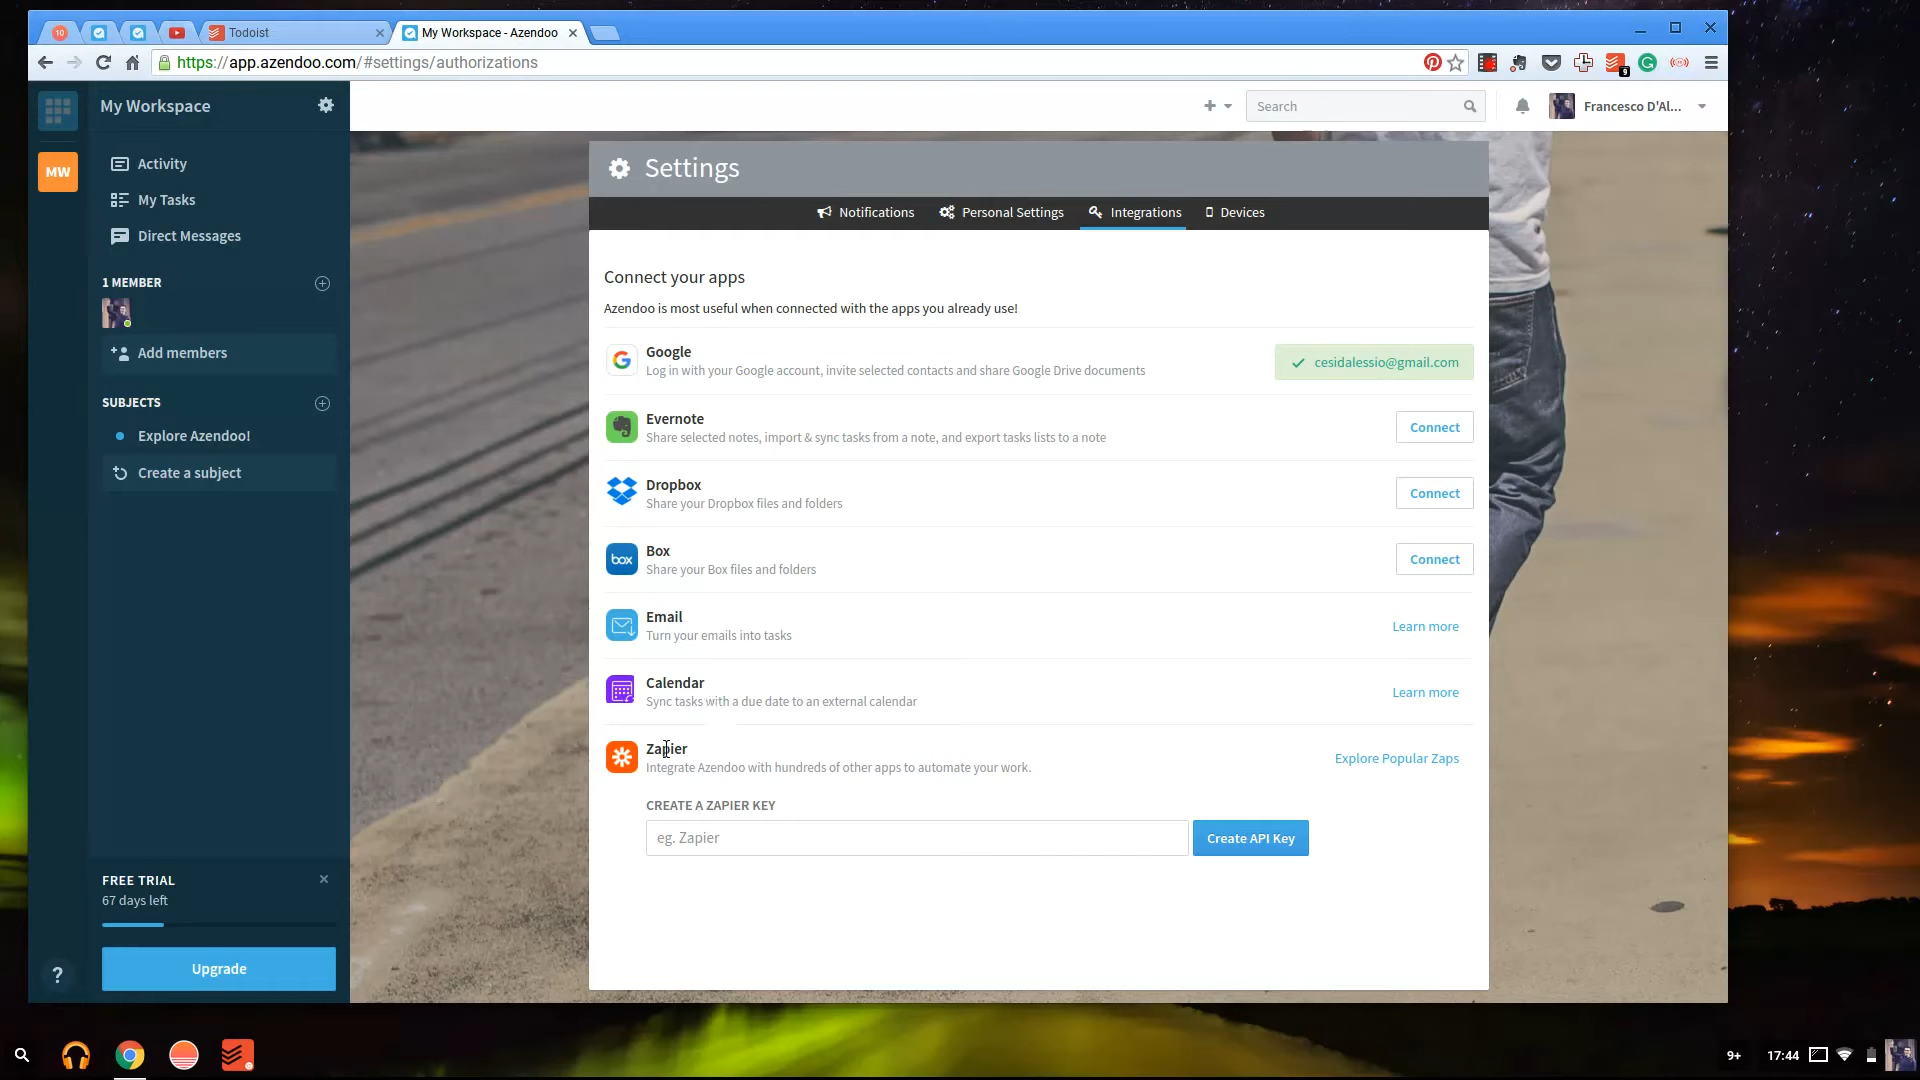 10
Todoist
My Workspace - Azendoo
https://app.azendoo.com/#settings/authorizations
9
My Workspace
Search
Francesco D'Al...
MW
Activity
My Tasks
Direct Messages
1 MEMBER
Add members
SUBJECTS
Explore Azendoo!
Create a subject
FREE TRIAL
67 days left
Upgrade
?
Settings
Notifications
Personal Settings
Integrations
Devices
Connect your apps
Azendoo is most useful when connected with the apps you already use!
Google
Log in with your Google account, invite selected contacts and share Google Drive documents
cesidalessio@gmail.com
Evernote
Share selected notes, import & sync tasks from a note, and export tasks lists to a note
Connect
Dropbox
Share your Dropbox files and folders
Connect
box
Box
Share your Box files and folders
Connect
Email
Turn your emails into tasks
Learn more
Calendar
Sync tasks with a due date to an external calendar
Learn more
Zapier
Integrate Azendoo with hundreds of other apps to automate your work.
Explore Popular Zaps
CREATE A ZAPIER KEY
eg. Zapier
Create API Key
9+
17:44